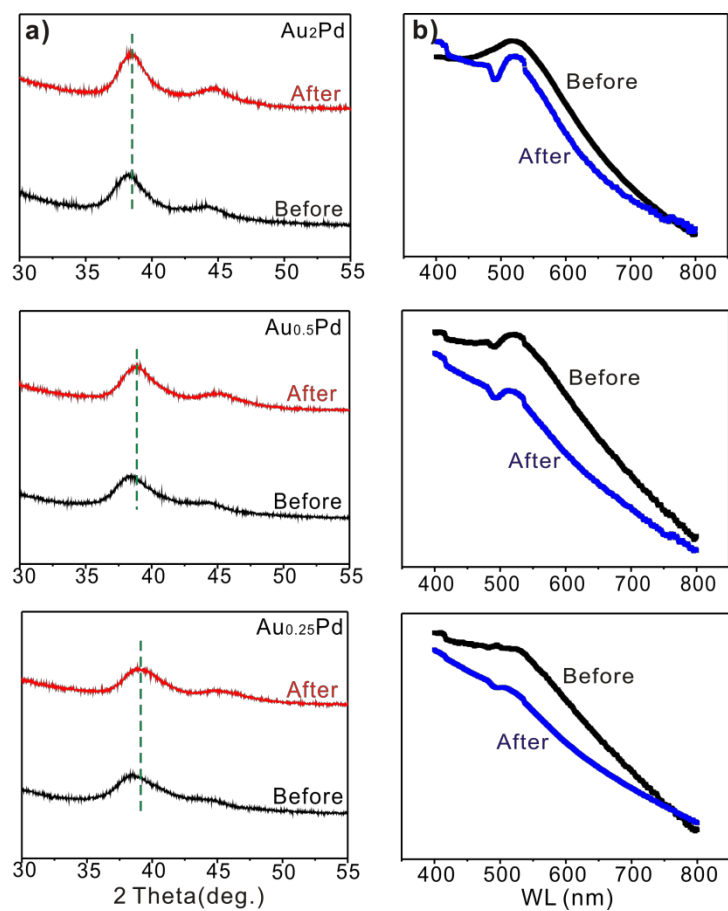 a)
Au₂Pd
After
Before
30 35 40 45 50 55
Au₀.₅Pd
After
Before
30 35 40 45 50 55
Au₀.₂₅Pd
After
Before
30 35 40 45 50 55
2 Theta(deg.)
b)
Before
After
400 500 600 700 800
Before
After
400 500 600 700 800
Before
After
400 500 600 700 800
WL (nm)